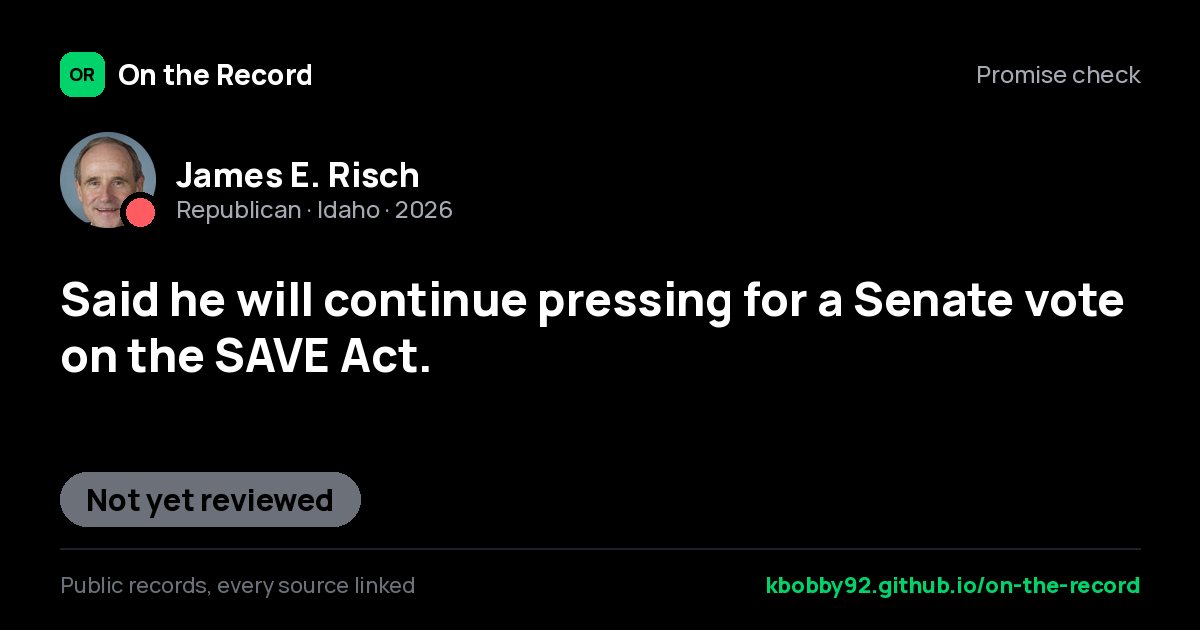 OR On the Record
Promise check
James E. Risch
Republican · Idaho · 2026
Said he will continue pressing for a Senate vote
on the SAVE Act.
Not yet reviewed
Public records, every source linked
kbobby92.github.io/on-the-record